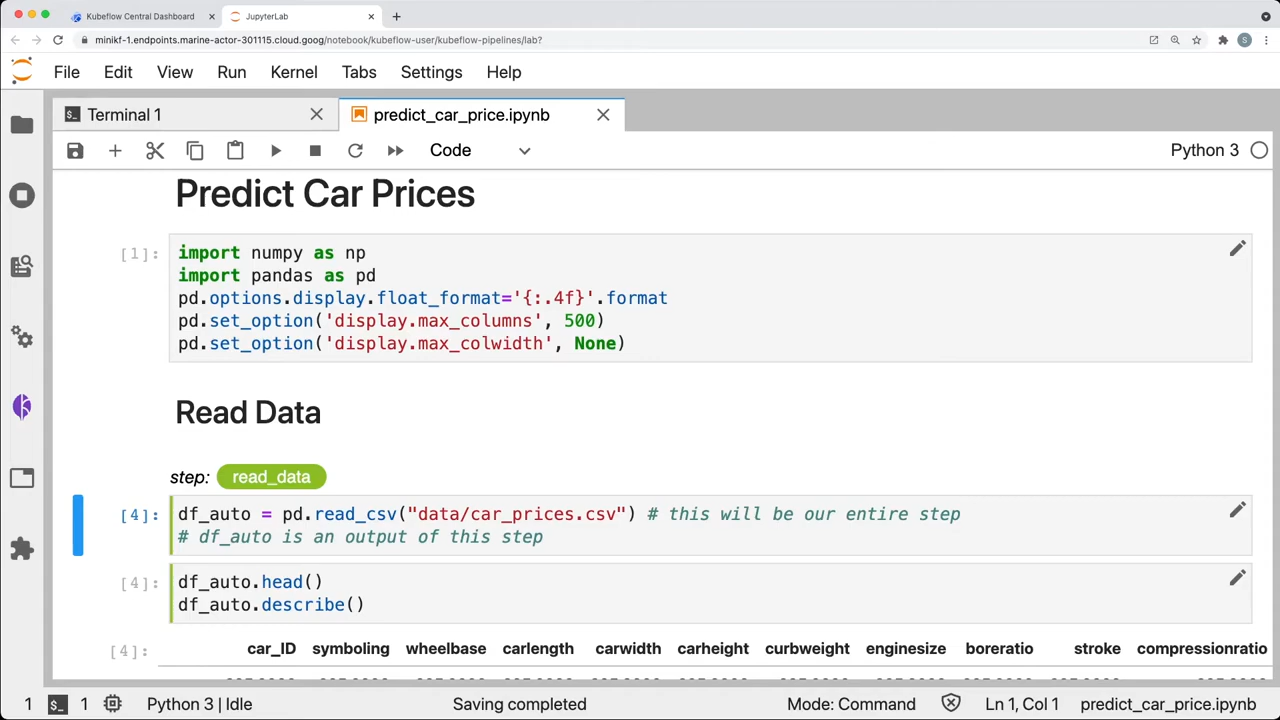 Kubeflow Central Dashboard
JupyterLab
minikf-1.endpoints.marine-actor-301115.cloud.goog/notebook/kubeflow-user/kubeflow-pipelines/lab?
S
File Edit View Run Kernel Tabs Settings Help
Terminal 1
predict_car_price.ipynb
Code
Python 3
Predict Car Prices
[1]:
import numpy as np
import pandas as pd
pd.options.display.float_format='{:.4f}'.format
pd.set_option('display.max_columns', 500)
pd.set_option('display.max_colwidth', None)
Read Data
step: read_data
[4]:
df_auto = pd.read_csv("data/car_prices.csv") # this will be our entire step
# df_auto is an output of this step
[4]:
df_auto.head()
df_auto.describe()
[4]:
car_ID symboling wheelbase carlength carwidth carheight curbweight enginesize boreratio stroke compressionratio
1 1 Python 3 | Idle Saving completed Mode: Command Ln 1, Col 1 predict_car_price.ipynb